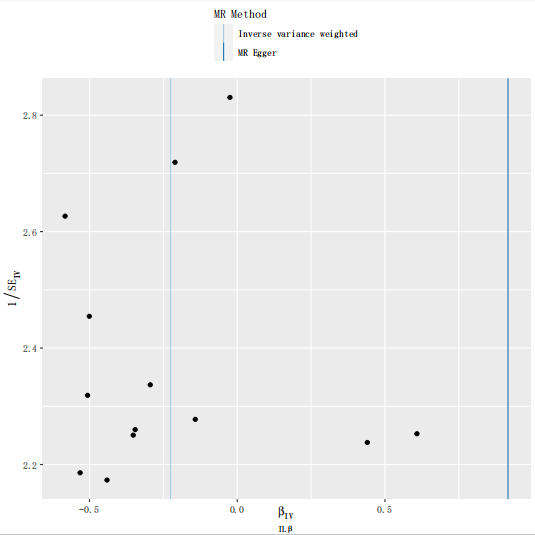 MR Method
Inverse variance weighted
MR Egger
2.8
2.6
2.4
2.2
1/SE_IV
-0.5
0.0
0.5
β_IV
IL β